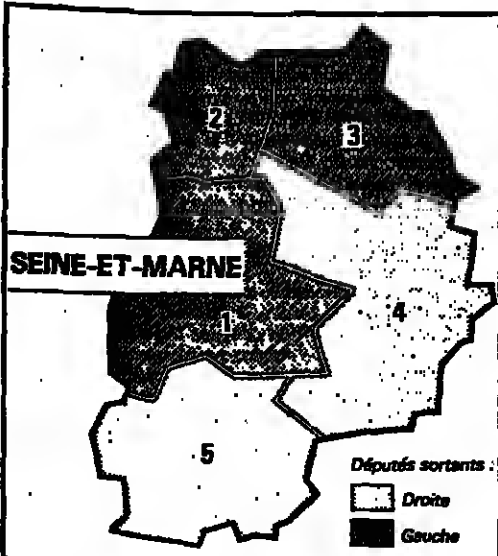 2
3
SEINE-ET-MARNE
1
4
5
Députés sortants :
Droite
Gauche